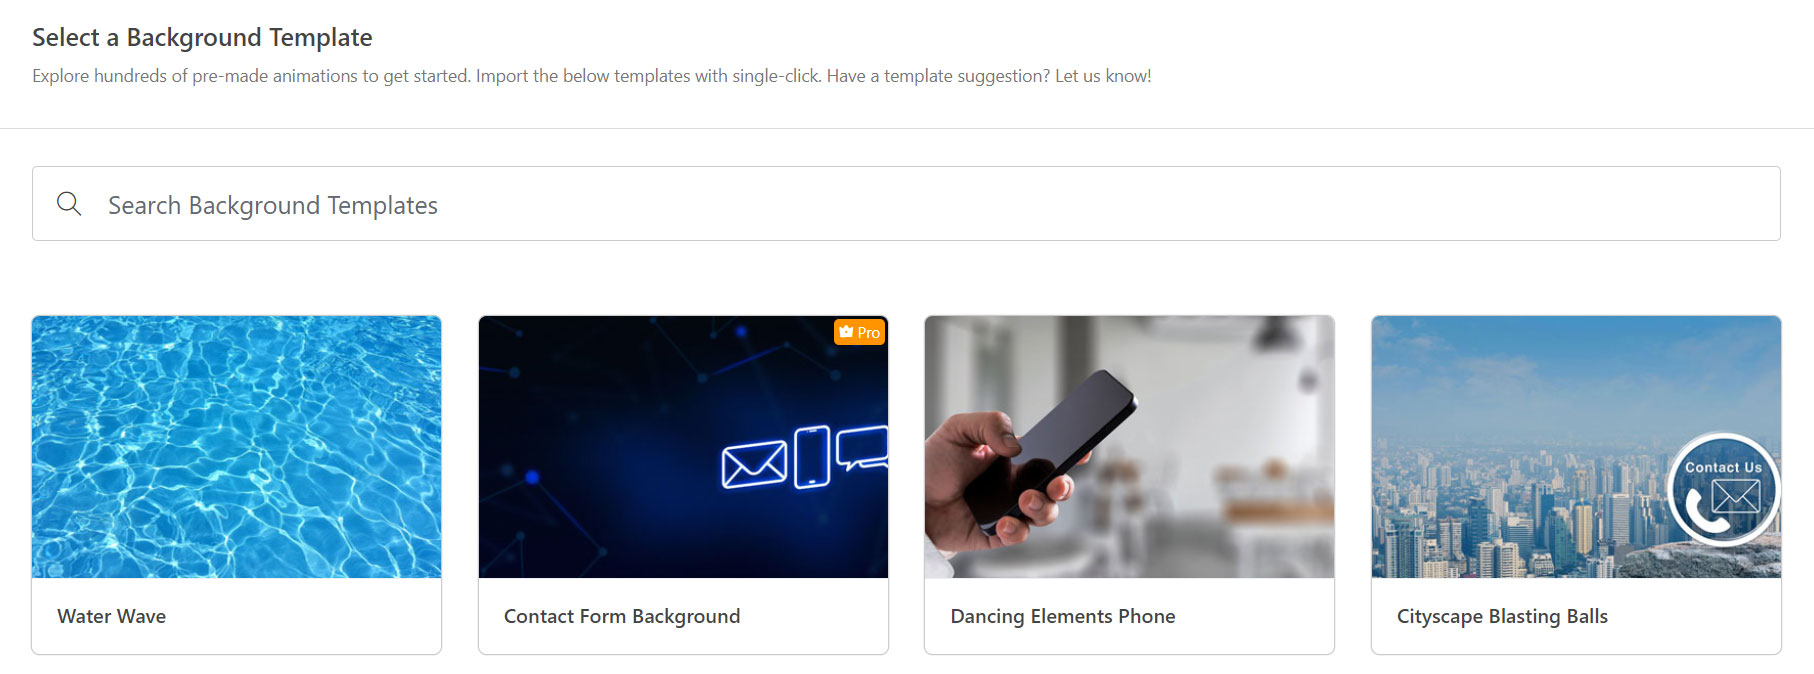 Select a Background Template
Explore hundreds of pre-made animations to get started. Import the below templates with single-click. Have a template suggestion? Let us know!
Search Background Templates
Pro
Contact Us
Water Wave
Contact Form Background
Dancing Elements Phone
Cityscape Blasting Balls